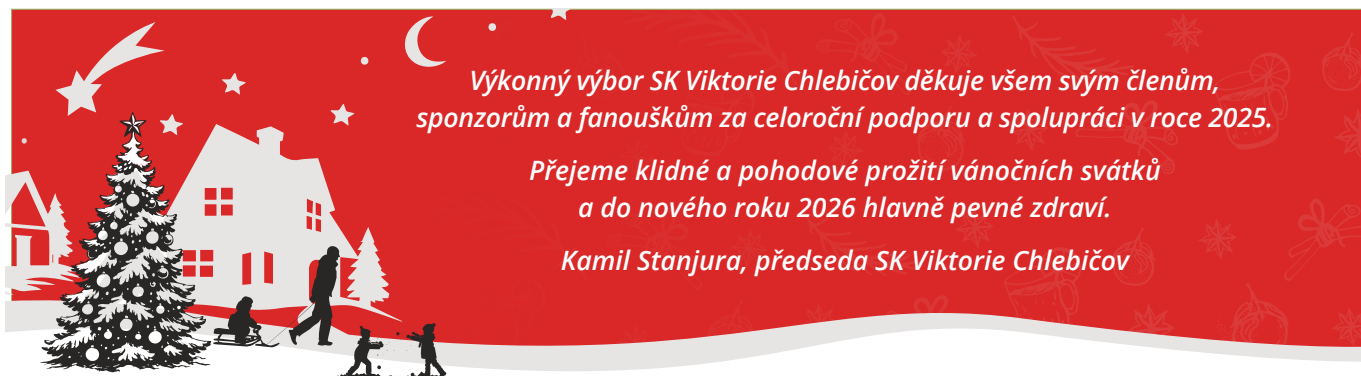 Výkonný výbor SK Viktorie Chlebičov děkuje všem svým členům,
sponzorům a fanouškům za celoroční podporu a spolupráci v roce 2025.
Přejeme klidné a pohodové prožití vánočních svátků
a do nového roku 2026 hlavně pevné zdraví.
Kamil Stanjura, předseda SK Viktorie Chlebičov